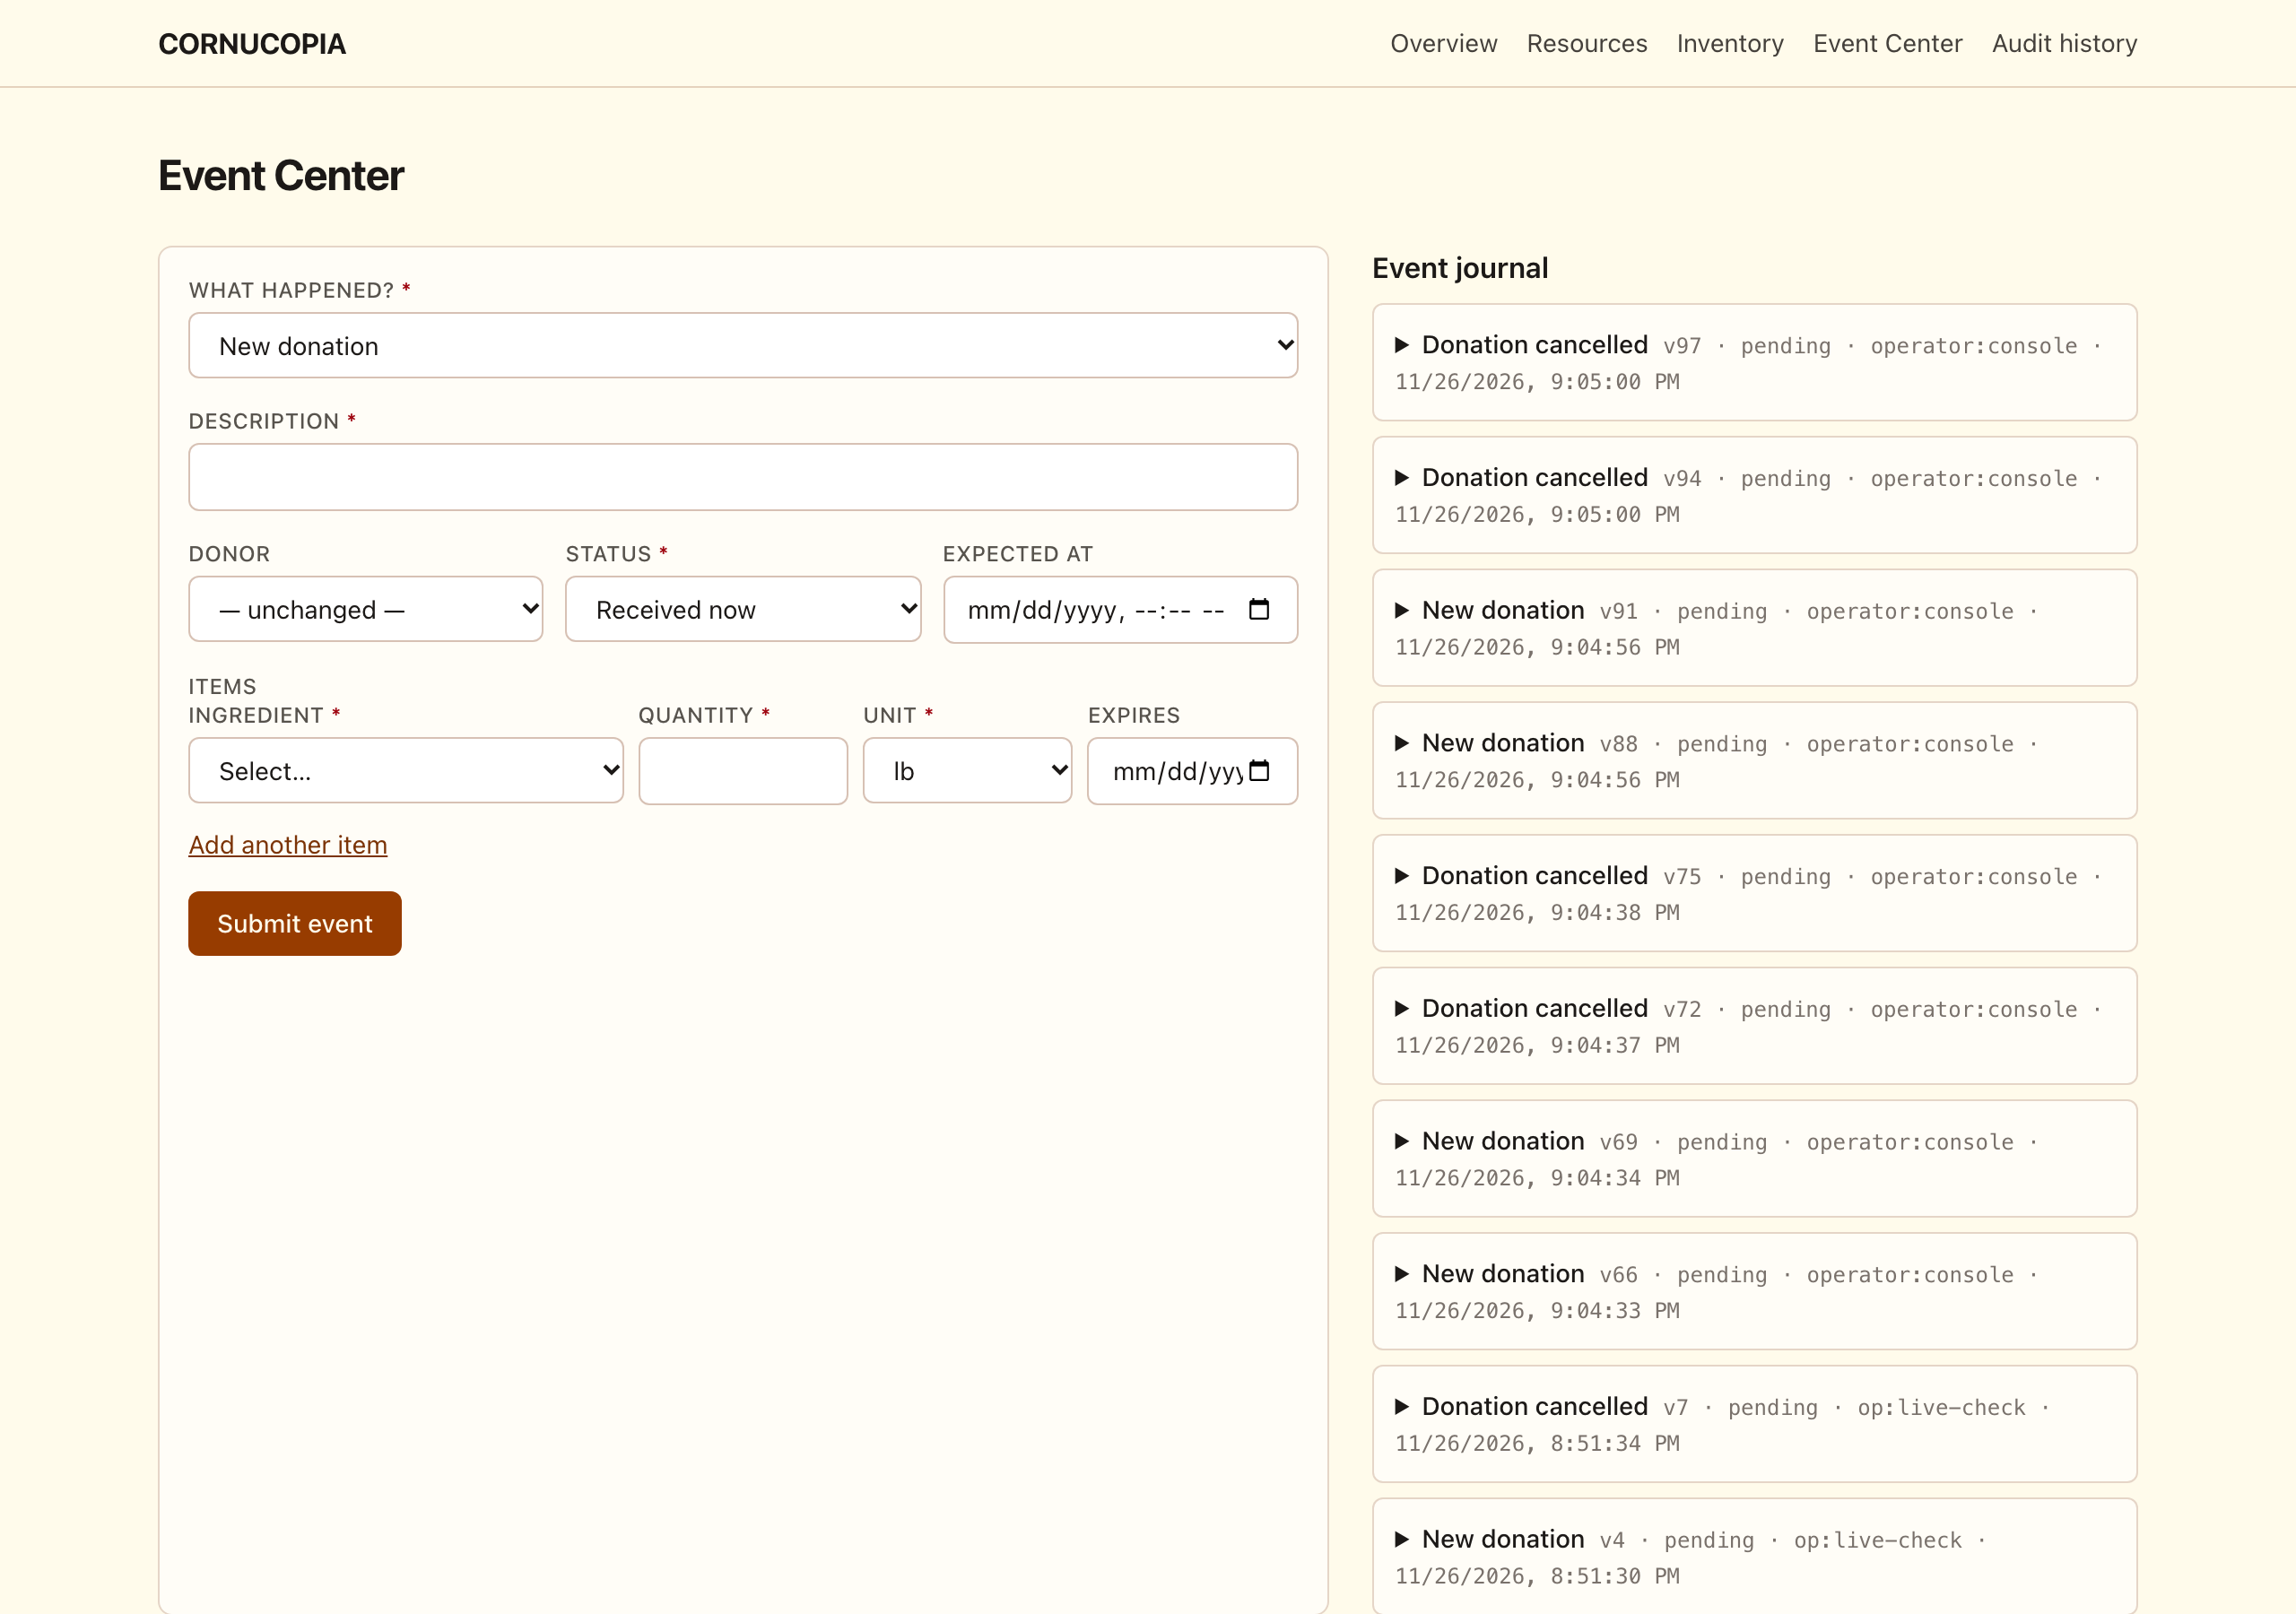 CORNUCOPIA
Overview Resources Inventory Event Center Audit history
Event Center
WHAT HAPPENED? *
New donation
DESCRIPTION *
DONOR STATUS * EXPECTED AT
— unchanged — Received now mm/dd/yyyy, --:-- --
ITEMS
INGREDIENT * QUANTITY * UNIT * EXPIRES
Select... lb mm/dd/yyy
Add another item
Submit event
Event journal
Donation cancelled v97 · pending · operator:console ·
11/26/2026, 9:05:00 PM
Donation cancelled v94 · pending · operator:console ·
11/26/2026, 9:05:00 PM
New donation v91 · pending · operator:console ·
11/26/2026, 9:04:56 PM
New donation v88 · pending · operator:console ·
11/26/2026, 9:04:56 PM
Donation cancelled v75 · pending · operator:console ·
11/26/2026, 9:04:38 PM
Donation cancelled v72 · pending · operator:console ·
11/26/2026, 9:04:37 PM
New donation v69 · pending · operator:console ·
11/26/2026, 9:04:34 PM
New donation v66 · pending · operator:console ·
11/26/2026, 9:04:33 PM
Donation cancelled v7 · pending · op:live-check ·
11/26/2026, 8:51:34 PM
New donation v4 · pending · op:live-check ·
11/26/2026, 8:51:30 PM